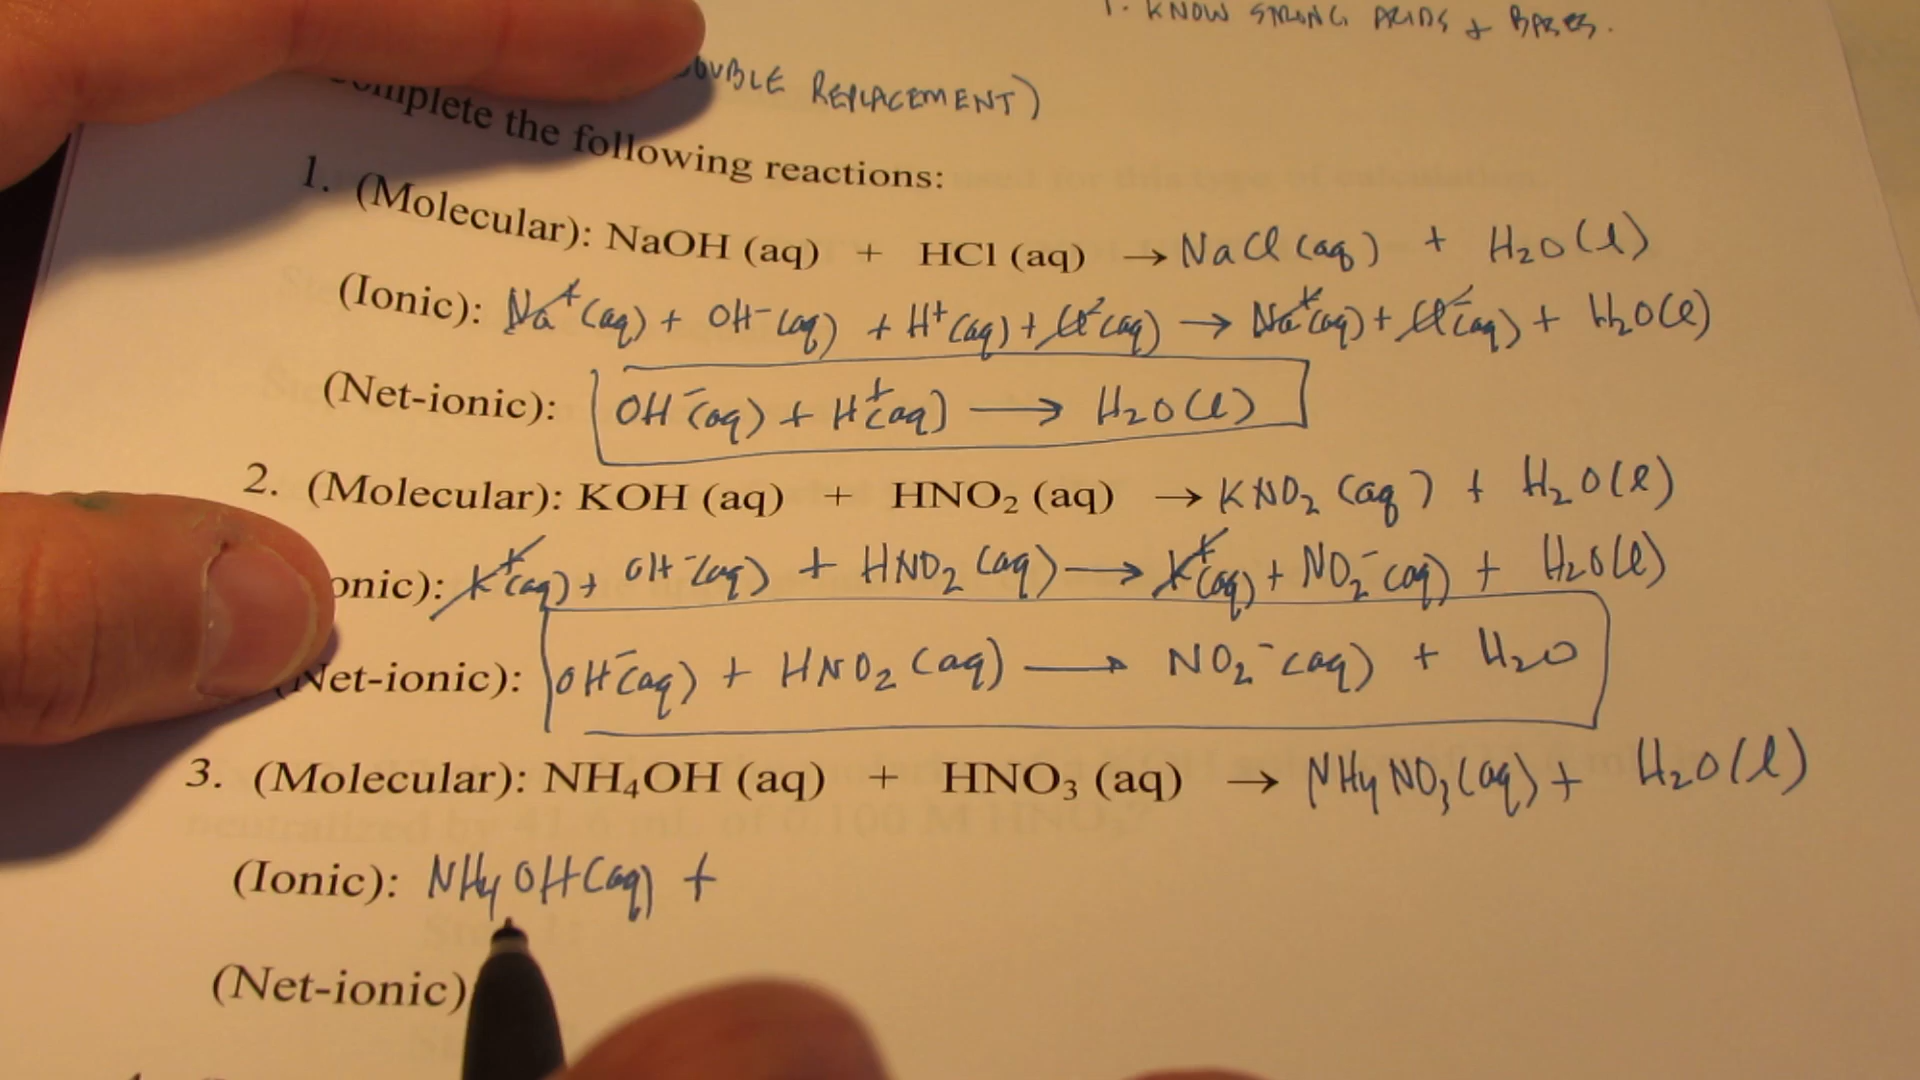 1. KNOW STRONG ACIDS + BASES.
DOUBLE REPLACEMENT)
Complete the following reactions:
1. (Molecular): NaOH (aq) + HCl (aq) → NaCl (aq) + H₂O (l)
(Ionic): Na⁺(aq) + OH⁻(aq) + H⁺(aq) + Cl⁻(aq) → Na⁺(aq) + Cl⁻(aq) + H₂O(l)
(Net-ionic): OH⁻(aq) + H⁺(aq) → H₂O(l)
2. (Molecular): KOH (aq) + HNO₂ (aq) → KNO₂ (aq) + H₂O(l)
onic): K⁺(aq) + OH⁻(aq) + HNO₂ (aq) → K⁺(aq) + NO₂⁻(aq) + H₂O(l)
(Net-ionic): OH⁻(aq) + HNO₂ (aq) → NO₂⁻(aq) + H₂O
3. (Molecular): NH₄OH (aq) + HNO₃ (aq) → NH₄NO₃(aq) + H₂O(l)
(Ionic): NH₄OH(aq) +
(Net-ionic)